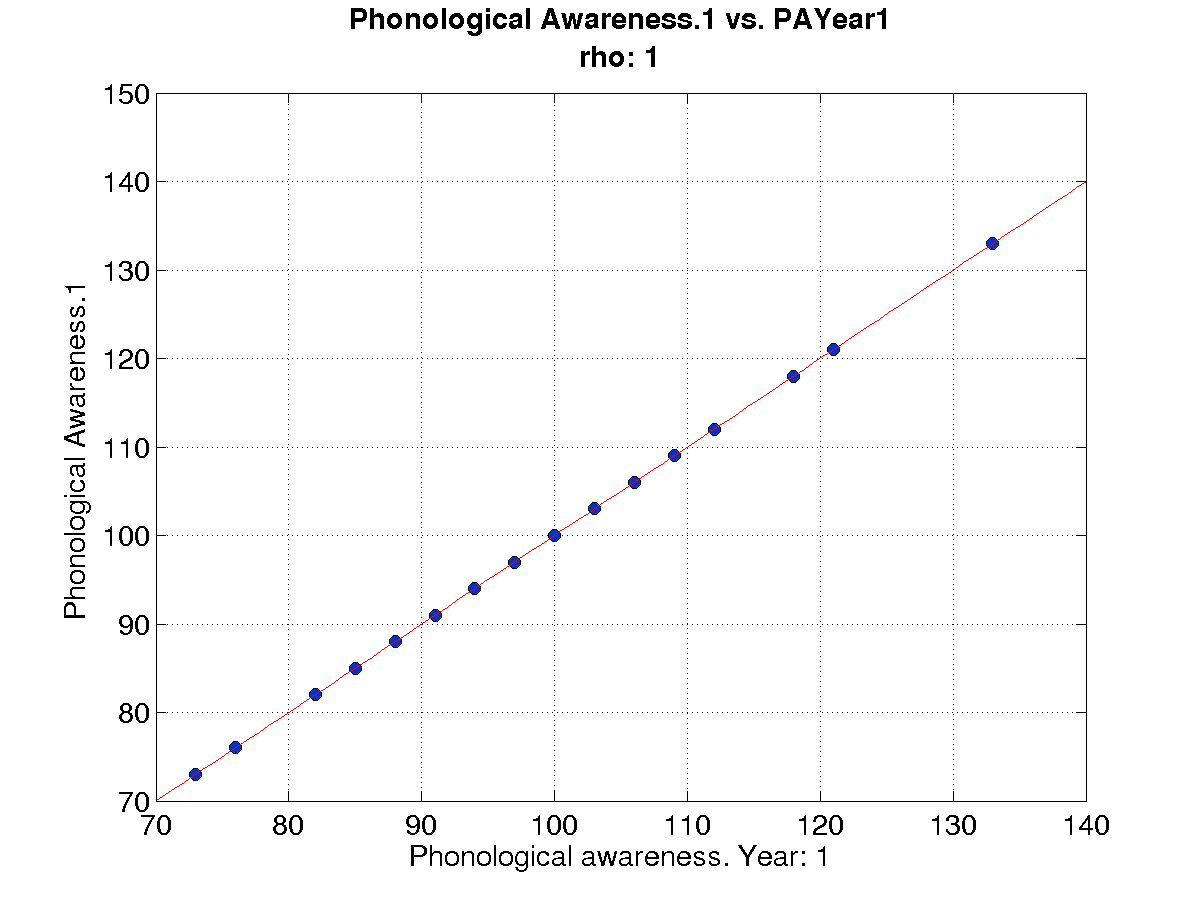 Phonological Awareness.1 vs. PAYear1
rho: 1
150
140
130
120
110
100
90
80
70
Phonological Awareness.1
70 80 90 100 110 120 130 140
Phonological awareness. Year: 1